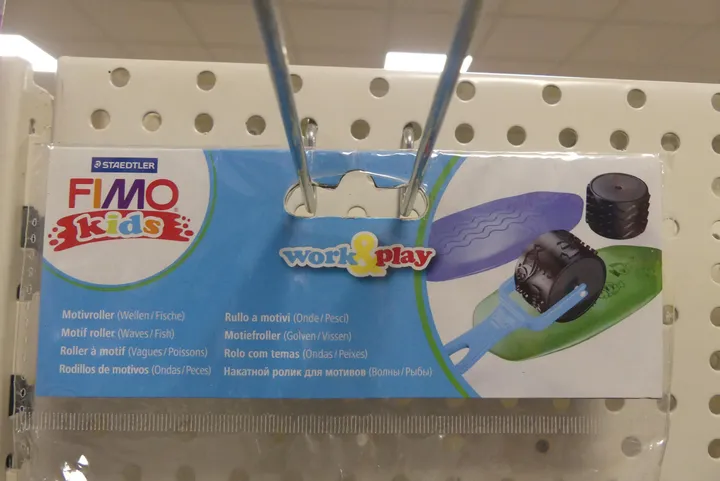 STAEDTLER
FIMO®
kids
work&play
Motivroller (Wellen/Fische)
Motif roller (Waves/Fish)
Roller à motif (Vagues/Poissons)
Rodillos de motivos (Ondas/Peces)
Rullo a motivi (Onde/Pesci)
Motiefroller (Golven/Vissen)
Rolo com temas (Ondas/Peixes)
Накатной ролик для мотивов (Волны/Рыбы)